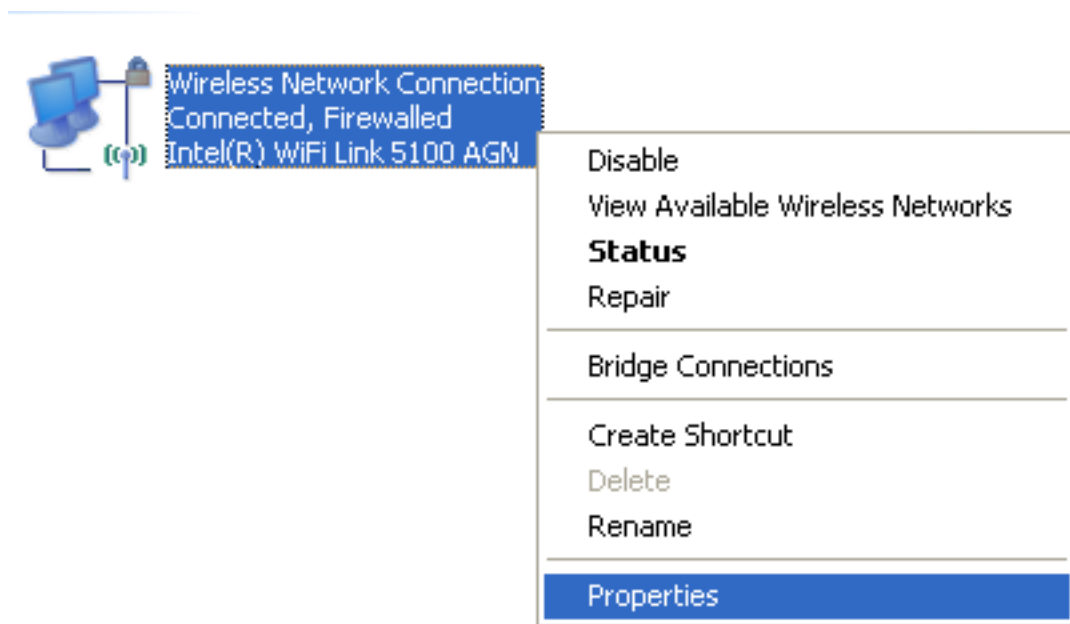 Wireless Network Connection
Connected, Firewalled
Intel(R) WiFi Link 5100 AGN
Disable
View Available Wireless Networks
Status
Repair
Bridge Connections
Create Shortcut
Delete
Rename
Properties